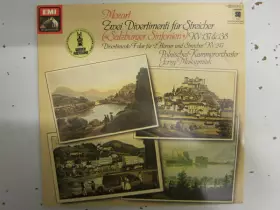 EMI
Mozart
Zwei Divertimenti für Streicher
(„Salzburger Sinfonien“) KV 137 & 138
Divertimento F-dur für 2 Hörner und Streicher KV 247
Polnisches Kammerorchester
Jerzy Maksymiuk